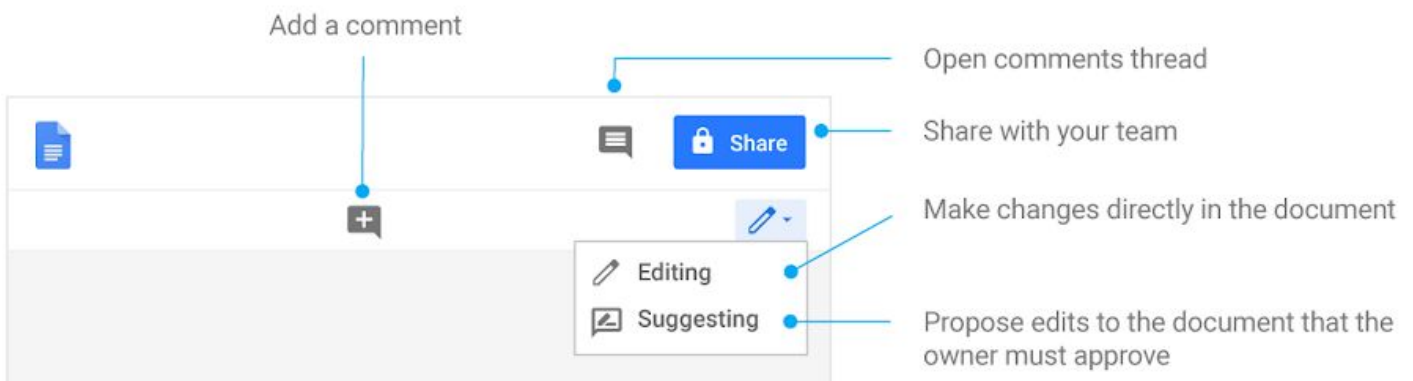 Add a comment
Open comments thread
Share
Share with your team
Make changes directly in the document
Editing
Suggesting
Propose edits to the document that the
owner must approve